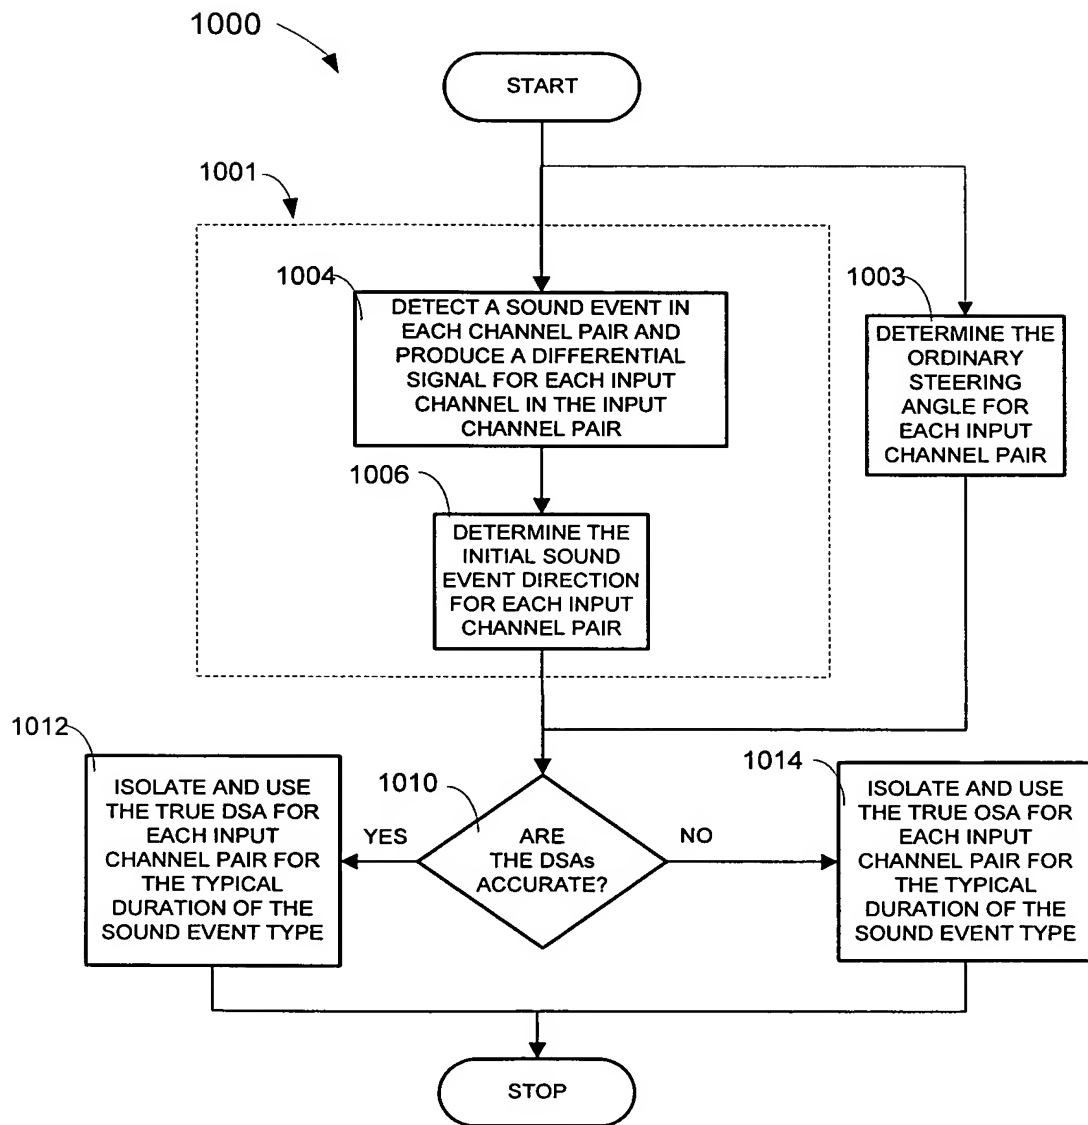 1000
START
1001
1004
DETECT A SOUND EVENT IN
EACH CHANNEL PAIR AND
PRODUCE A DIFFERENTIAL
SIGNAL FOR EACH INPUT
CHANNEL IN THE INPUT
CHANNEL PAIR
1003
DETERMINE THE
ORDINARY
STEERING
ANGLE FOR
EACH INPUT
CHANNEL PAIR
1006
DETERMINE THE
INITIAL SOUND
EVENT DIRECTION
FOR EACH INPUT
CHANNEL PAIR
1012
ISOLATE AND USE
THE TRUE DSA FOR
EACH INPUT
CHANNEL PAIR FOR
THE TYPICAL
DURATION OF THE
SOUND EVENT TYPE
YES
1010
ARE
THE DSAs
ACCURATE?
NO
1014
ISOLATE AND USE
THE TRUE OSA FOR
EACH INPUT
CHANNEL PAIR FOR
THE TYPICAL
DURATION OF THE
SOUND EVENT TYPE
STOP